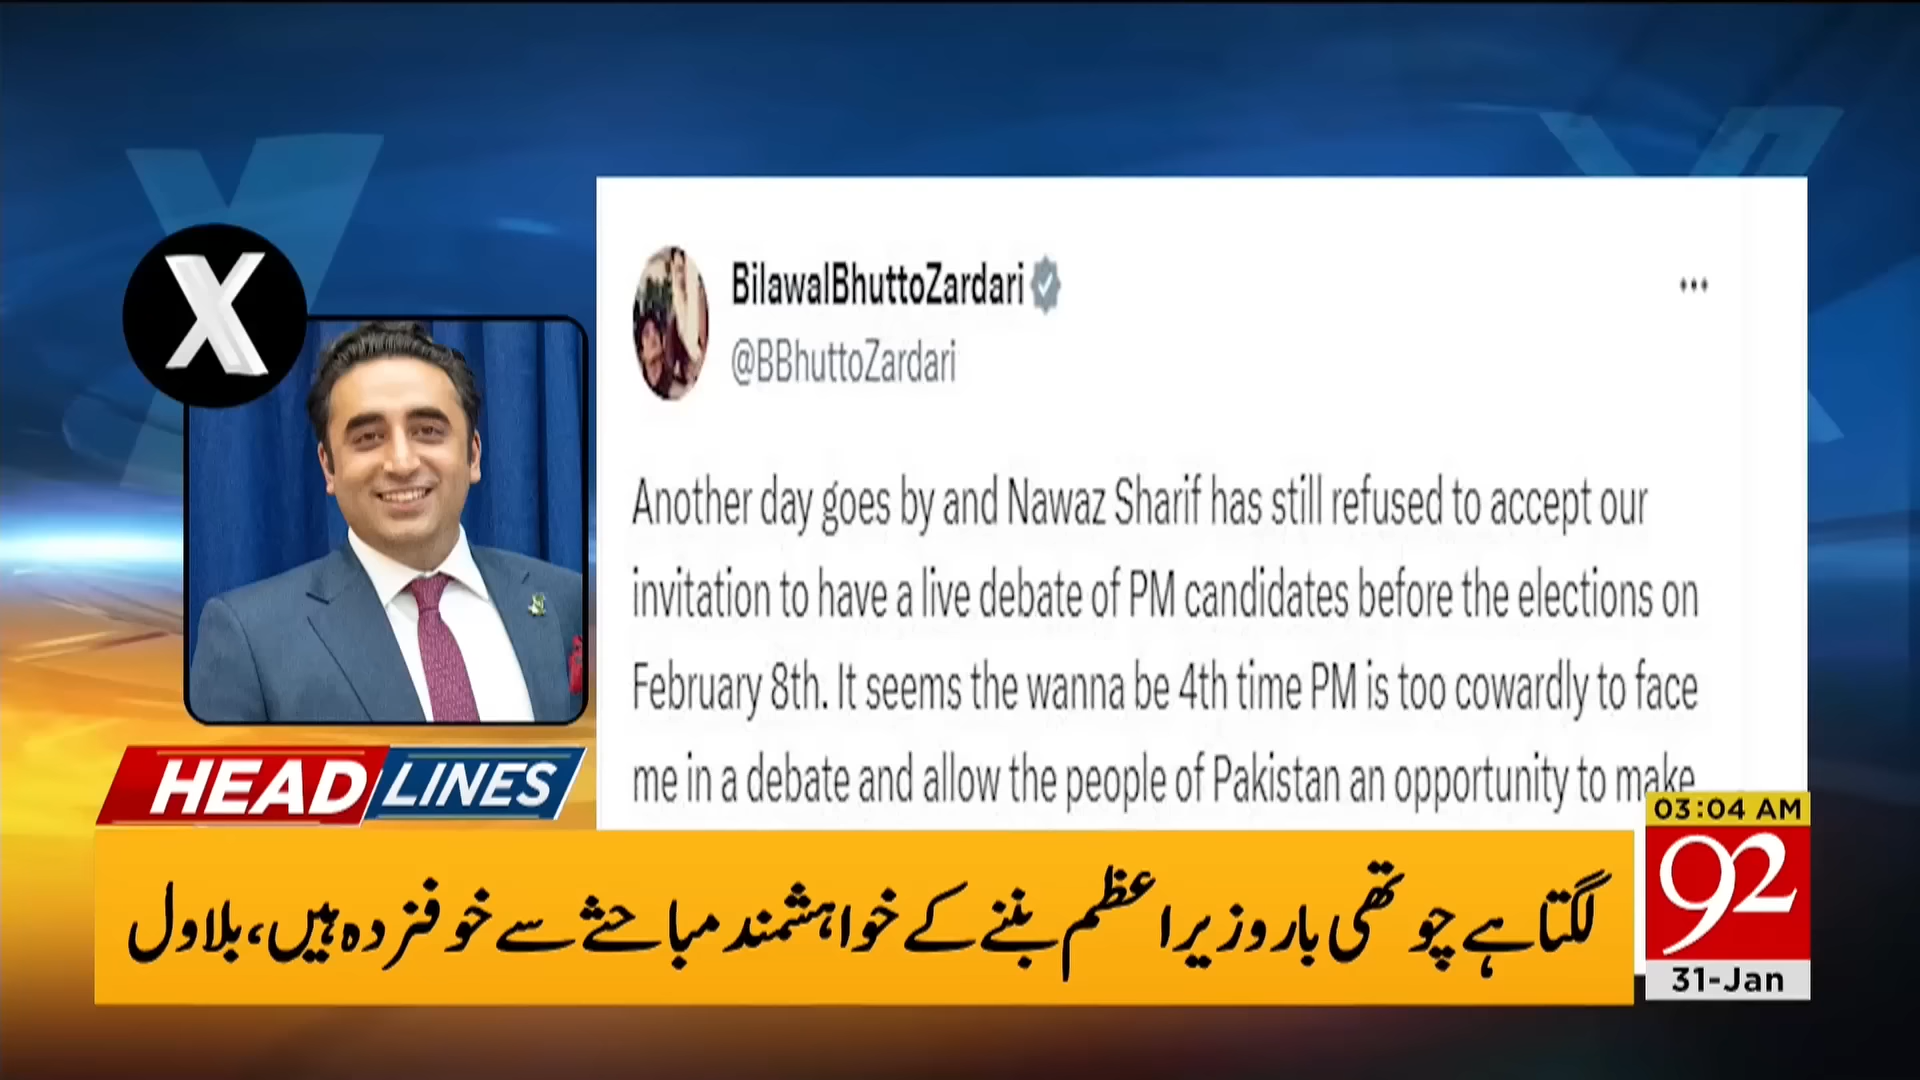 X
BilawalBhuttoZardari
@BBhuttoZardari
Another day goes by and Nawaz Sharif has still refused to accept our
invitation to have a live debate of PM candidates before the elections on
February 8th. It seems the wanna be 4th time PM is too cowardly to face
me in a debate and allow the people of Pakistan an opportunity to make
HEADLINES
03:04 AM
92
لگتا ہے چوتھی بار وزیراعظم بننے کے خواہشمند مباحثے سے خوفزدہ ہیں، بلاول
31-Jan